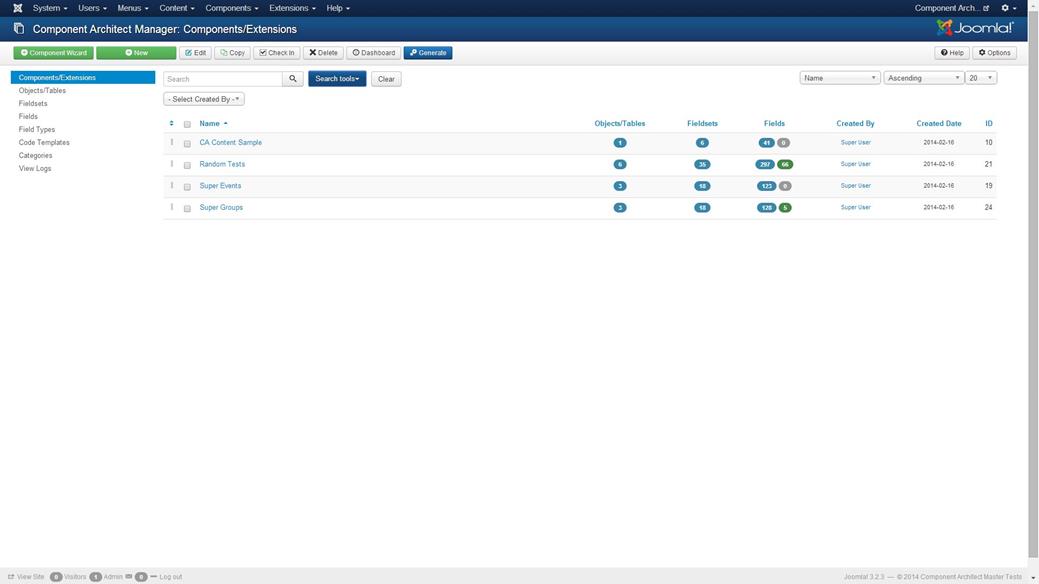 System Users Menus Content Components Extensions Help Component Arch...
Component Architect Manager: Components/Extensions Joomla!
Component Wizard New Edit Copy Check In Delete Dashboard Generate Help Options
Components/Extensions
Objects/Tables
Fieldsets
Fields
Field Types
Code Templates
Categories
View Logs
Search Search tools Clear Name Ascending 20
- Select Created By -
Name Objects/Tables Fieldsets Fields Created By Created Date ID
CA Content Sample 1 6 41 0 Super User 2014-02-16 10
Random Tests 6 35 297 66 Super User 2014-02-16 21
Super Events 3 18 123 0 Super User 2014-02-16 19
Super Groups 3 18 128 5 Super User 2014-02-16 24
View Site 0 Visitors 1 Admin 0 Log out Joomla! 3.2.3 — © 2014 Component Architect Master Tests